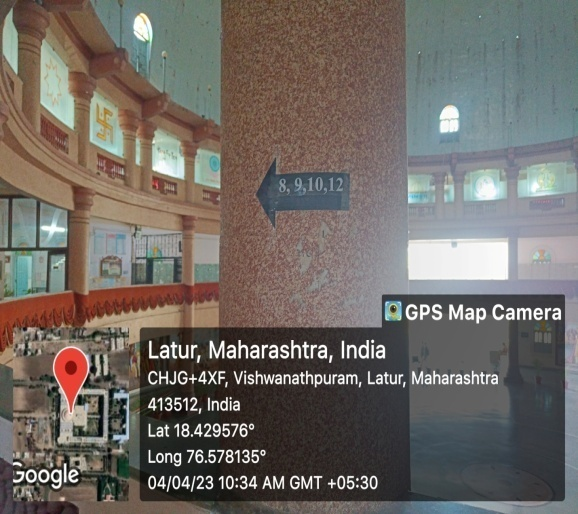 8, 9,10,12
GPS Map Camera
Latur, Maharashtra, India
CHJG+4XF, Vishwanathpuram, Latur, Maharashtra
413512, India
Lat 18.429576°
Long 76.578135°
04/04/23 10:34 AM GMT +05:30
Google